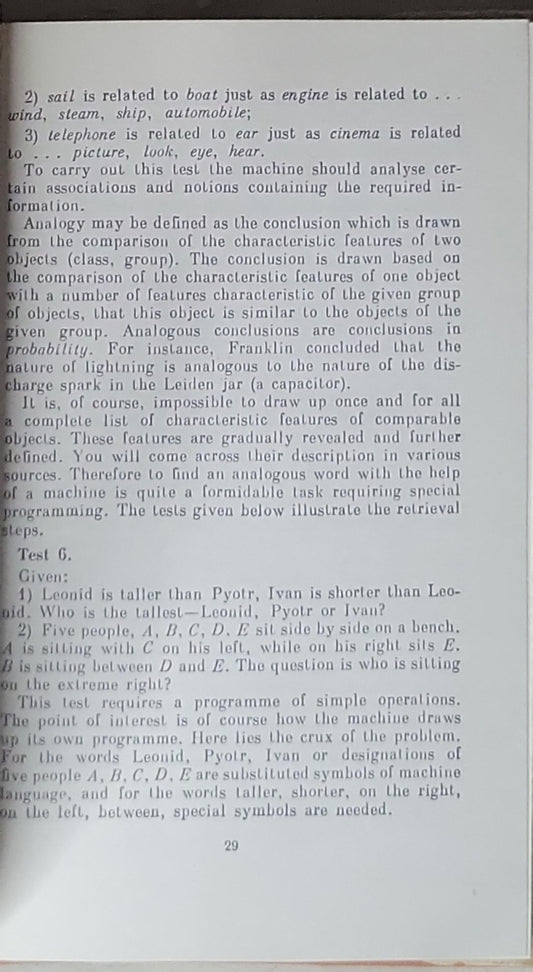 2) sail is related to boat just as engine is related to . . .
wind, steam, ship, automobile;
3) telephone is related to ear just as cinema is related
to . . . picture, look, eye, hear.
To carry out this test the machine should analyse cer-
tain associations and notions containing the required in-
formation.
Analogy may be defined as the conclusion which is drawn
from the comparison of the characteristic features of two
objects (class, group). The conclusion is drawn based on
the comparison of the characteristic features of one object
with a number of features characteristic of the given group
of objects, that this object is similar to the objects of the
given group. Analogous conclusions are conclusions in
probability. For instance, Franklin concluded that the
nature of lightning is analogous to the nature of the dis-
charge spark in the Leiden jar (a capacitor).
It is, of course, impossible to draw up once and for all
a complete list of characteristic features of comparable
objects. These features are gradually revealed and further
defined. You will come across their description in various
sources. Therefore to find an analogous word with the help
of a machine is quite a formidable task requiring special
programming. The tests given below illustrate the retrieval
steps.
Test 6.
Given:
1) Leonid is taller than Pyotr, Ivan is shorter than Leo-
nid. Who is the tallest—Leonid, Pyotr or Ivan?
2) Five people, A, B, C, D, E sit side by side on a bench.
A is sitting with C on his left, while on his right sits E.
B is sitting between D and E. The question is who is sitting
on the extreme right?
This test requires a programme of simple operations.
The point of interest is of course how the machine draws
up its own programme. Here lies the crux of the problem.
For the words Leonid, Pyotr, Ivan or designations of
five people A, B, C, D, E are substituted symbols of machine
language, and for the words taller, shorter, on the right,
on the left, between, special symbols are needed.
29